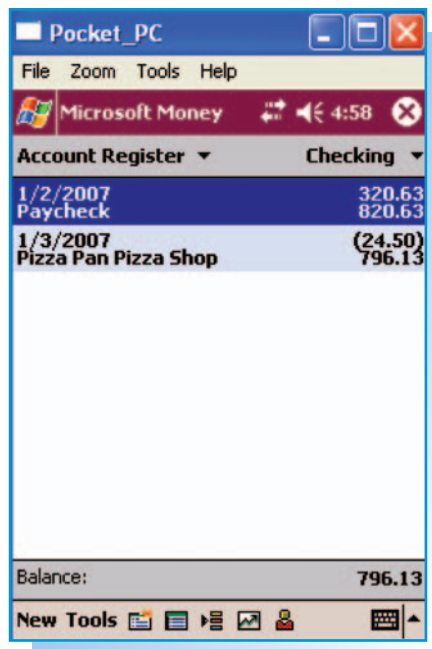 Pocket_PC
File Zoom Tools Help
Microsoft Money 4:58
Account Register Checking
1/2/2007 320.63
Paycheck 820.63
1/3/2007 (24.50)
Pizza Pan Pizza Shop 796.13
Balance: 796.13
New Tools